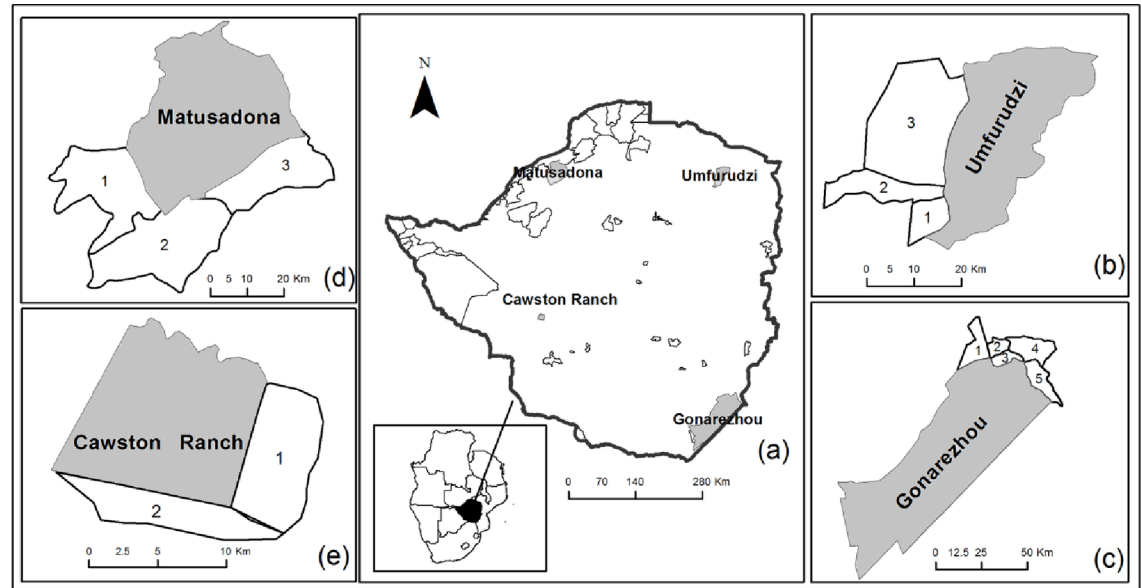 Matusadona
1
3
2
0 5 10 20 Km
(d)
Cawston Ranch
1
2
0 2.5 5 10 Km
(e)
N
Matusadona
Umfurudzi
Cawston Ranch
Gonarezhou
(a)
0 70 140 280 KM
3
Umfurudzi
2
1
0 5 10 20 KM
(b)
1
2
4
3
5
Gonarezhou
0 12.5 25 50 KM
(c)